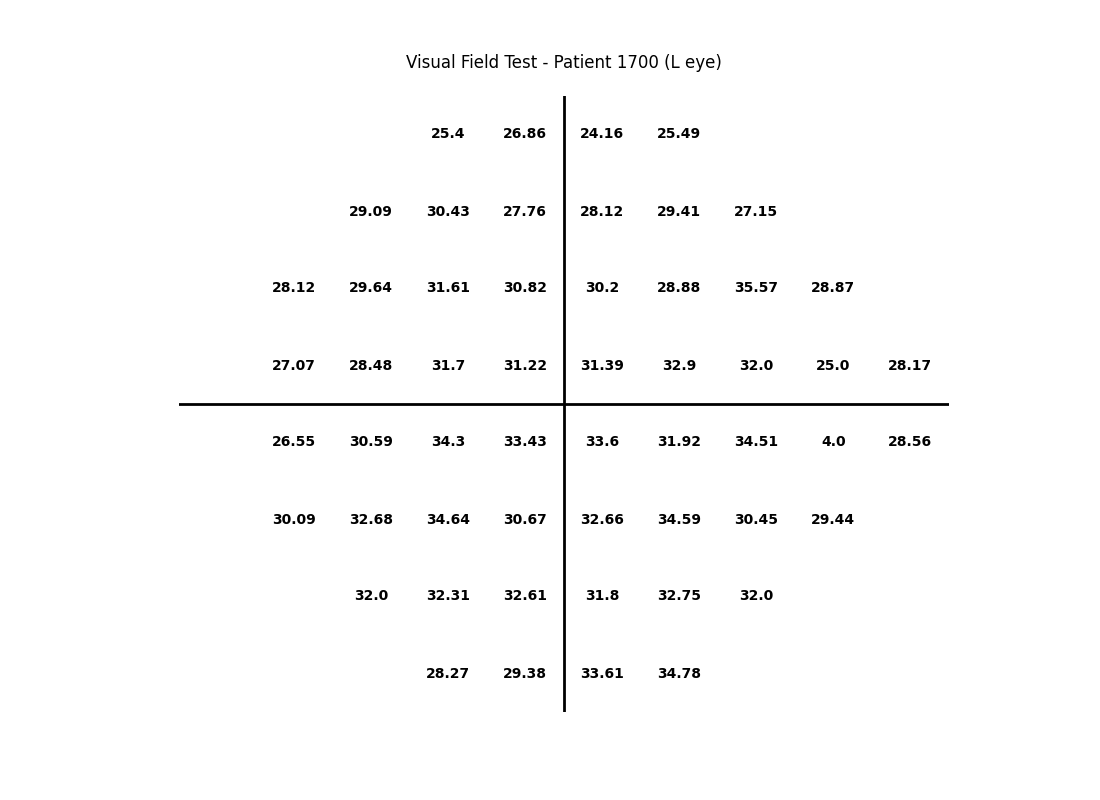 Visual Field Test - Patient 1700 (L eye)
25.4 26.86 24.16 25.49
29.09 30.43 27.76 28.12 29.41 27.15
28.12 29.64 31.61 30.82 30.2 28.88 35.57 28.87
27.07 28.48 31.7 31.22 31.39 32.9 32.0 25.0 28.17
26.55 30.59 34.3 33.43 33.6 31.92 34.51 4.0 28.56
30.09 32.68 34.64 30.67 32.66 34.59 30.45 29.44
32.0 32.31 32.61 31.8 32.75 32.0
28.27 29.38 33.61 34.78